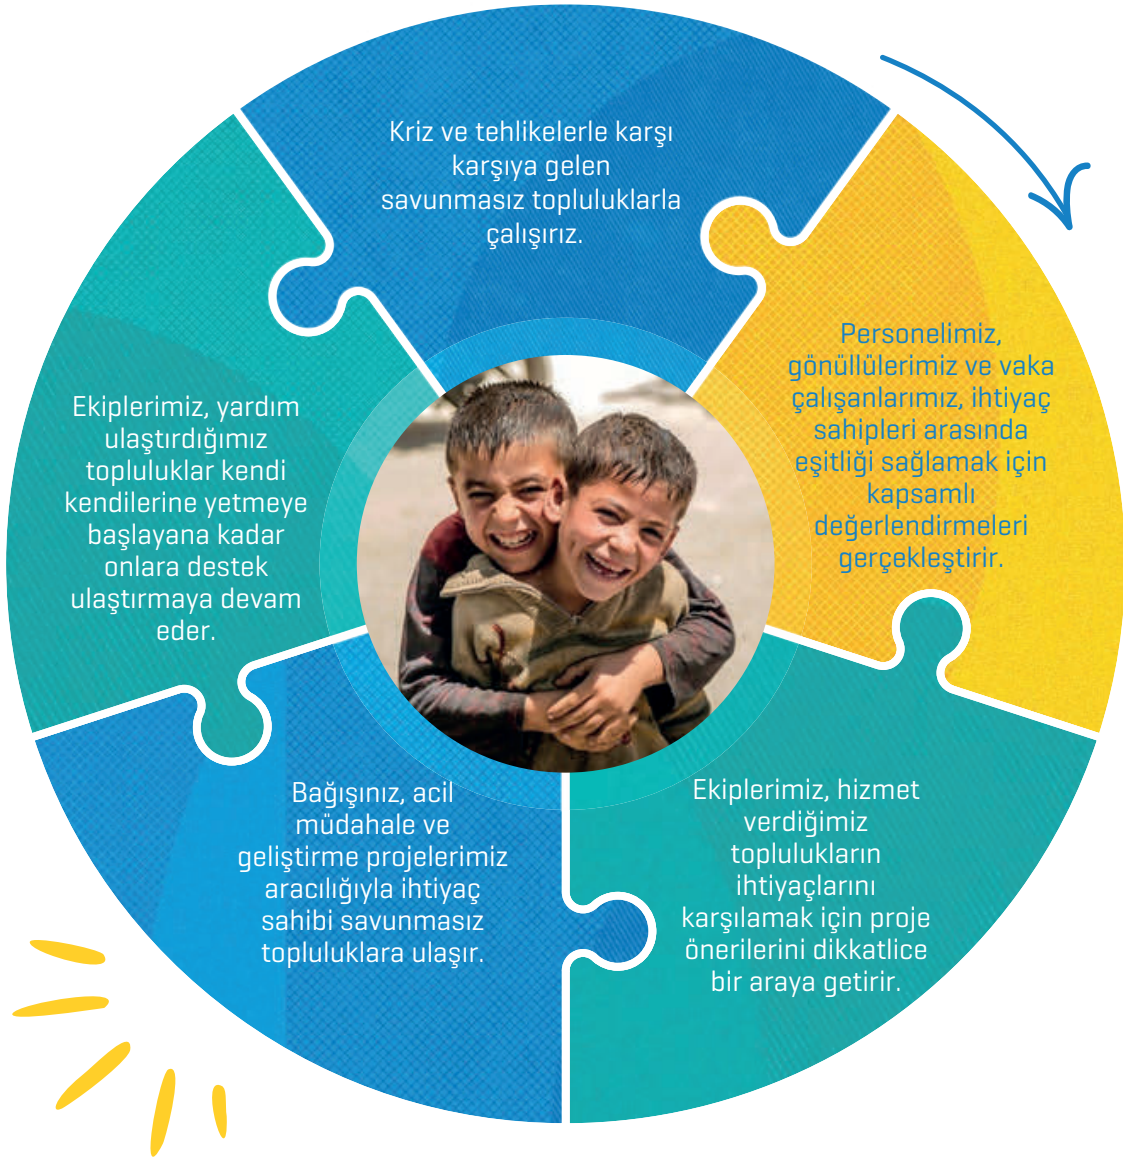 Kriz ve tehlikelerle karşı
karşıya gelen
savunmasız topluluklarla
çalışırız.
Personelimiz,
gönüllülerimiz ve vaka
çalışanlarımız, ihtiyaç
sahipleri arasında
eşitliği sağlamak için
kapsamlı
değerlendirmeleri
gerçekleştirir.
Ekiplerimiz, hizmet
verdiğimiz
toplulukların
ihtiyaçlarını
karşılamak için proje
önerilerini dikkatlice
bir araya getirir.
Bağışınız, acil
müdahale ve
geliştirme projelerimiz
aracılığıyla ihtiyaç
sahibi savunmasız
topluluklara ulaşır.
Ekiplerimiz, yardım
ulaştırdığımız
topluluklar kendi
kendilerine yetmeye
başlayana kadar
onlara destek
ulaştırmaya devam
eder.